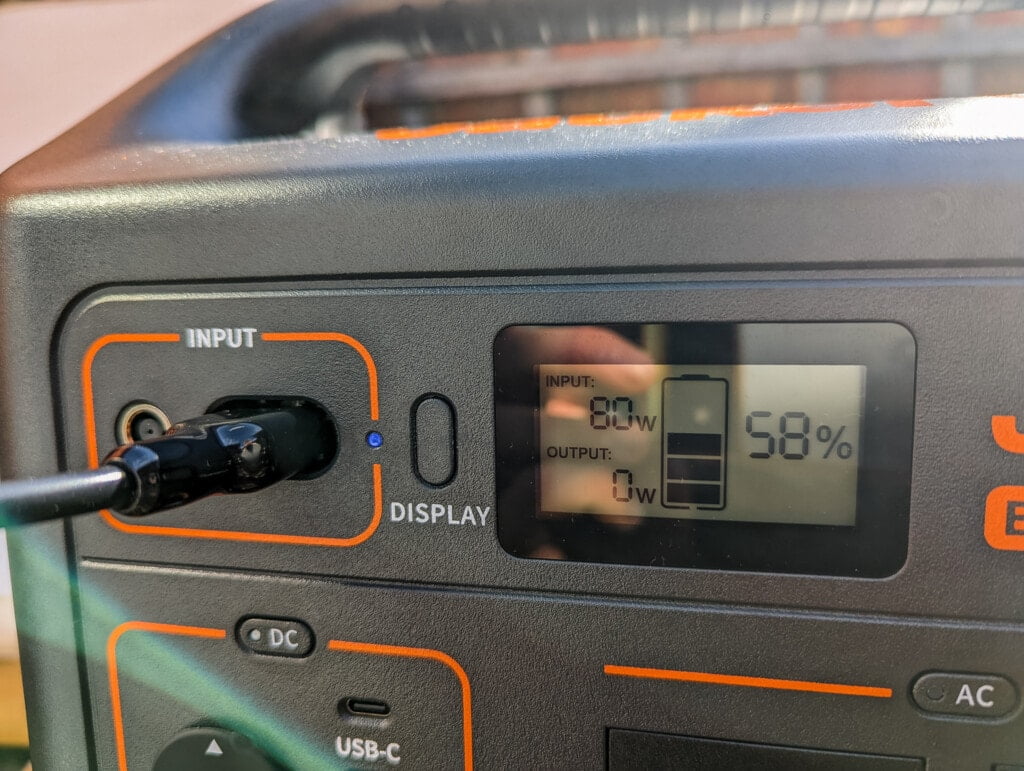 INPUT
INPUT:
80W
OUTPUT:
0W
58%
DISPLAY
DC
USB-C
AC